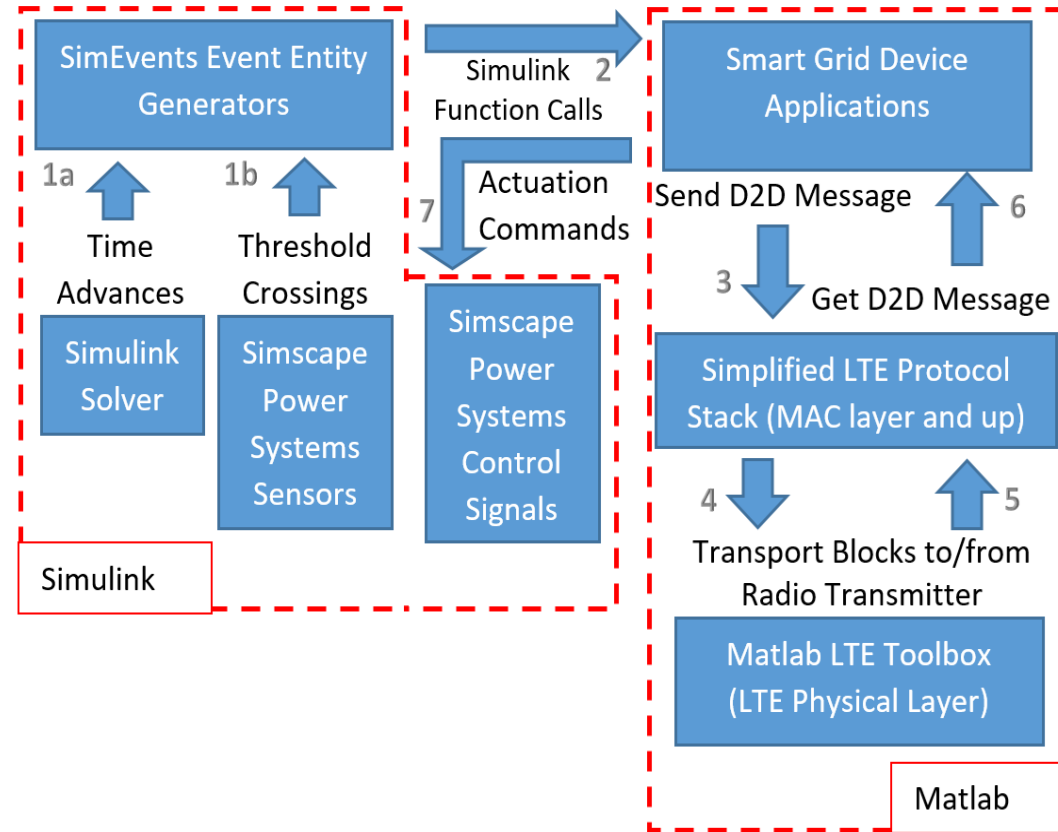 SimEvents Event Entity
Generators
1a
1b
Time
Advances
Threshold
Crossings
Simulink
Solver
Simscape
Power
Systems
Sensors
Simulink
2
Simulink
Function Calls
7
Actuation
Commands
Simscape
Power
Systems
Control
Signals
Smart Grid Device
Applications
Send D2D Message
6
3
Get D2D Message
Simplified LTE Protocol
Stack (MAC layer and up)
4
5
Transport Blocks to/from
Radio Transmitter
Matlab LTE Toolbox
(LTE Physical Layer)
Matlab